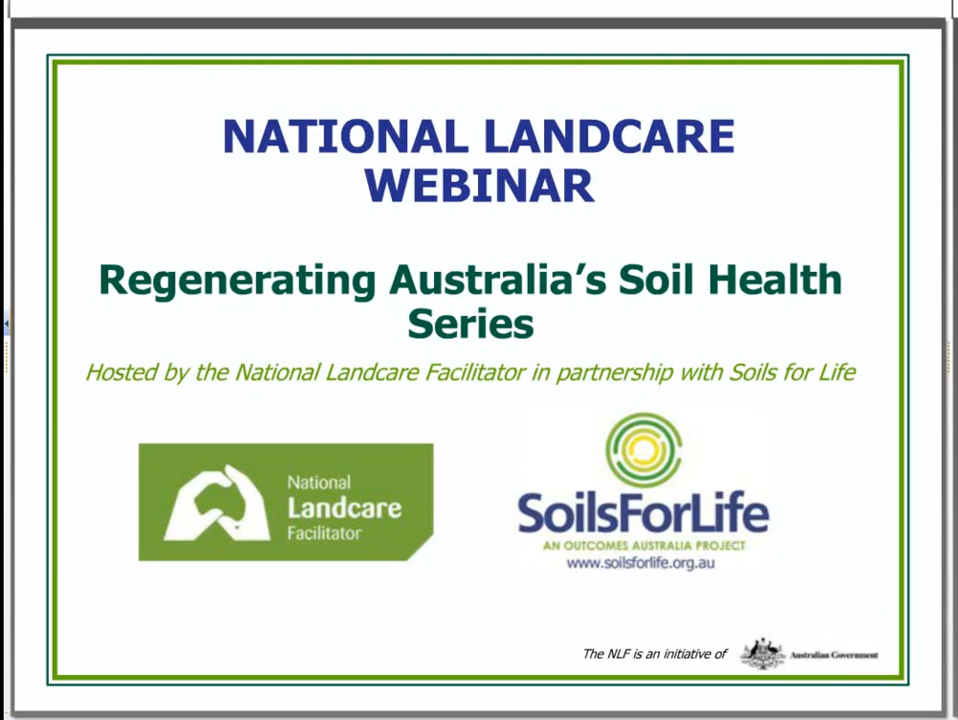 NATIONAL LANDCARE
WEBINAR
Regenerating Australia’s Soil Health
Series
Hosted by the National Landcare Facilitator in partnership with Soils for Life
National
Landcare
Facilitator
SoilsForLife
AN OUTCOMES AUSTRALIA PROJECT
www.soilsforlife.org.au
The NLF is an initiative of
Australian Government